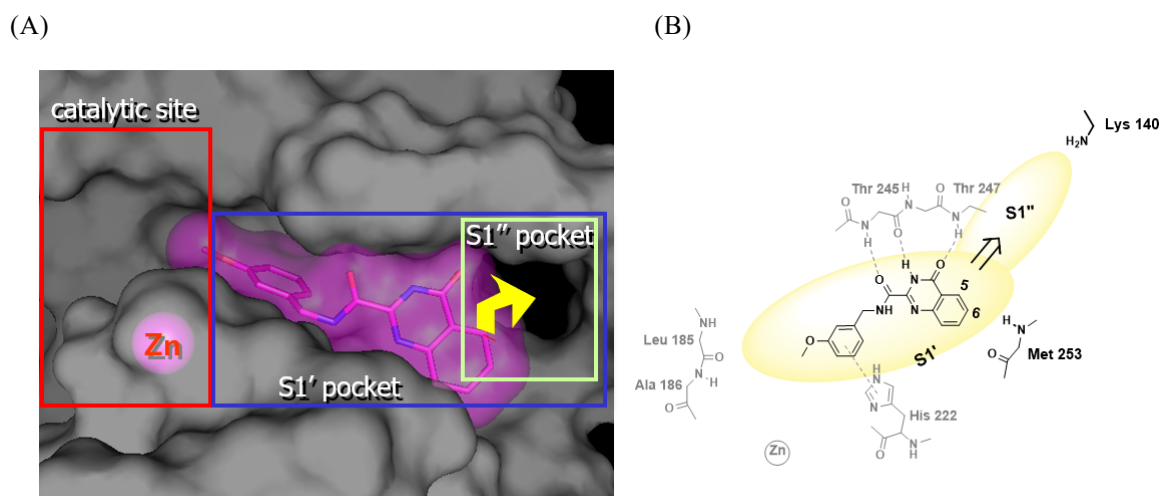 (A)
(B)
catalytic site
S1″ pocket
Zn
S1′ pocket
Lys 140
H₂N
Thr 245
H
N
O
Thr 247
O
N
H
O
N
N
H
S1″
O
H
N
O
O
5
N
H
N
6
O
S1′
H
N
O
Met 253
Leu 185
NH
O
Ala 186
N
H
O
NH
N
His 222
O
N
H
Zn